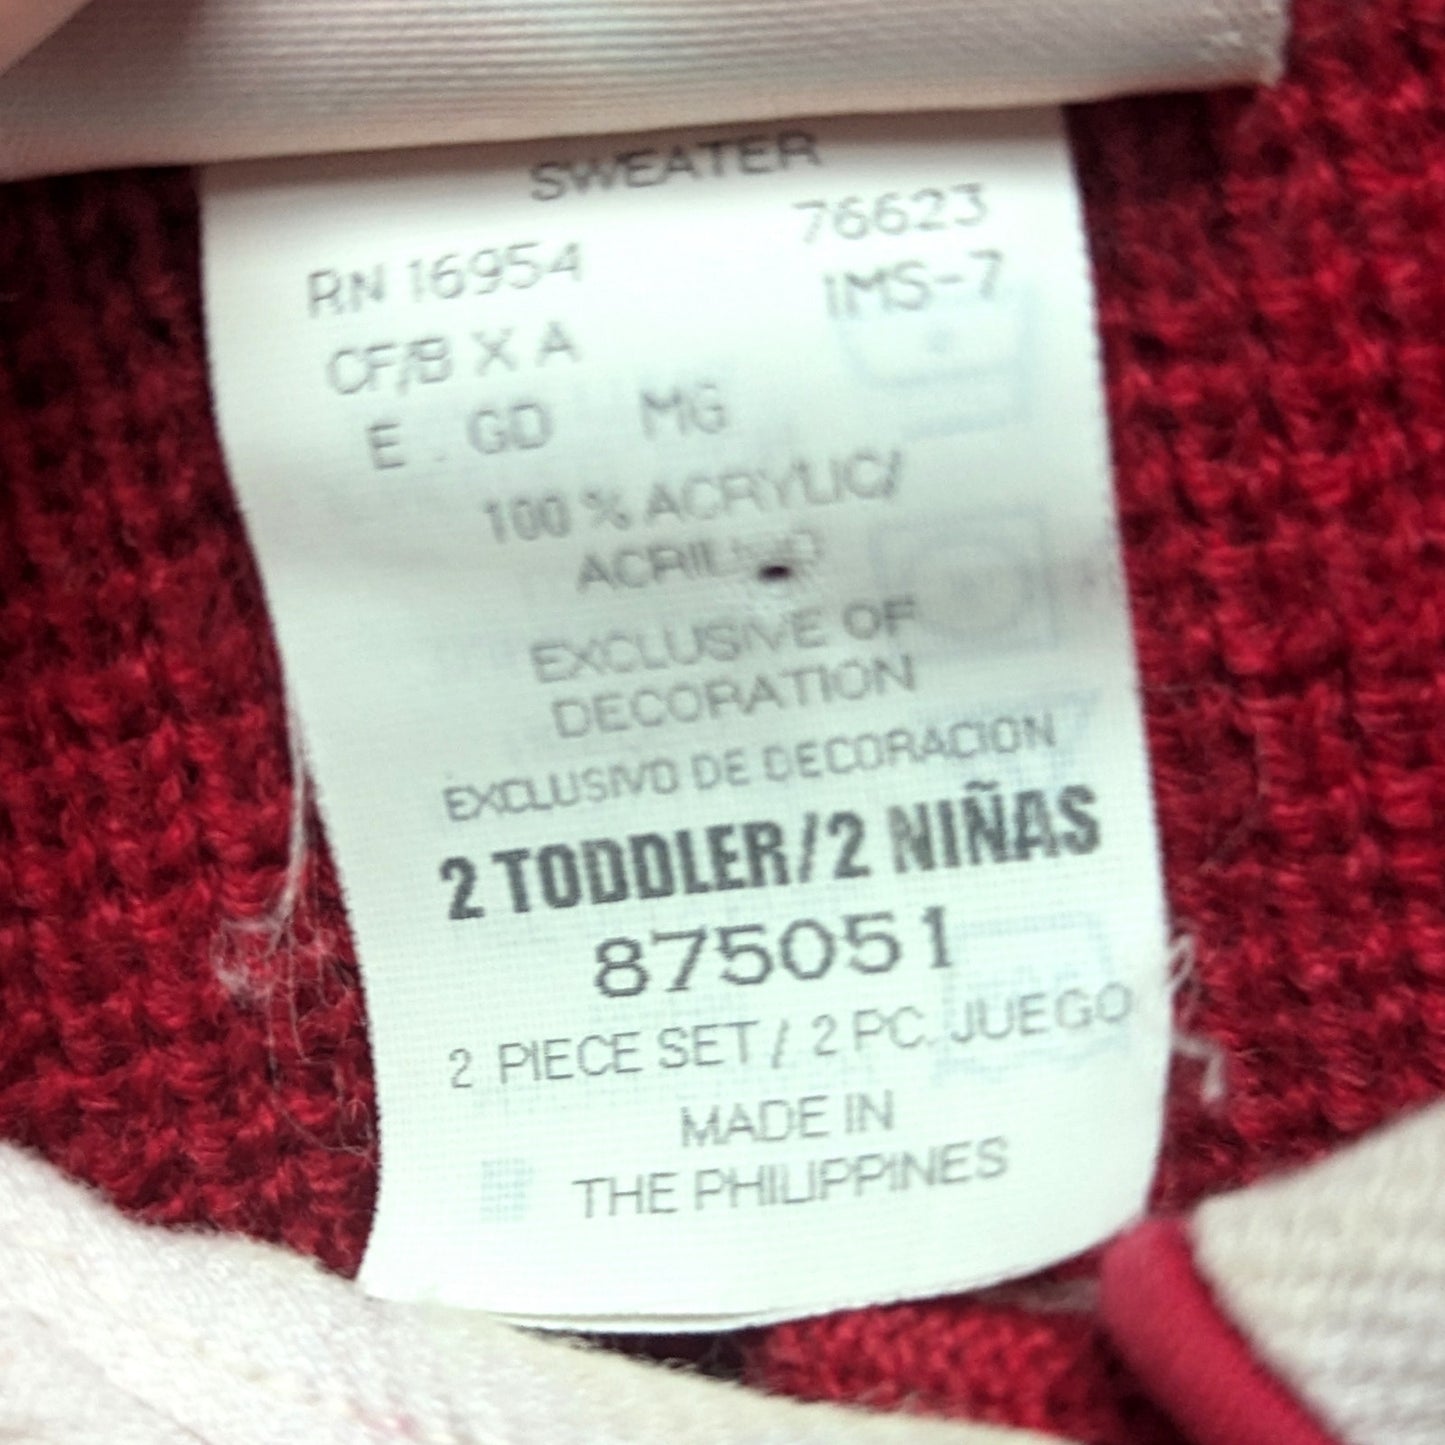 SWEATER
RN 16954 76623
CF/B X A IMS-7
E . GD MG
100 % ACRYLIC/
EXCLUSIVE OF
DECORATION
EXCLUSIVO DE DECORACION
2 TODDLER/2 NIÑAS
875051
2 PIECE SET / 2 PC. JUEGO
MADE IN
THE PHILIPPINES